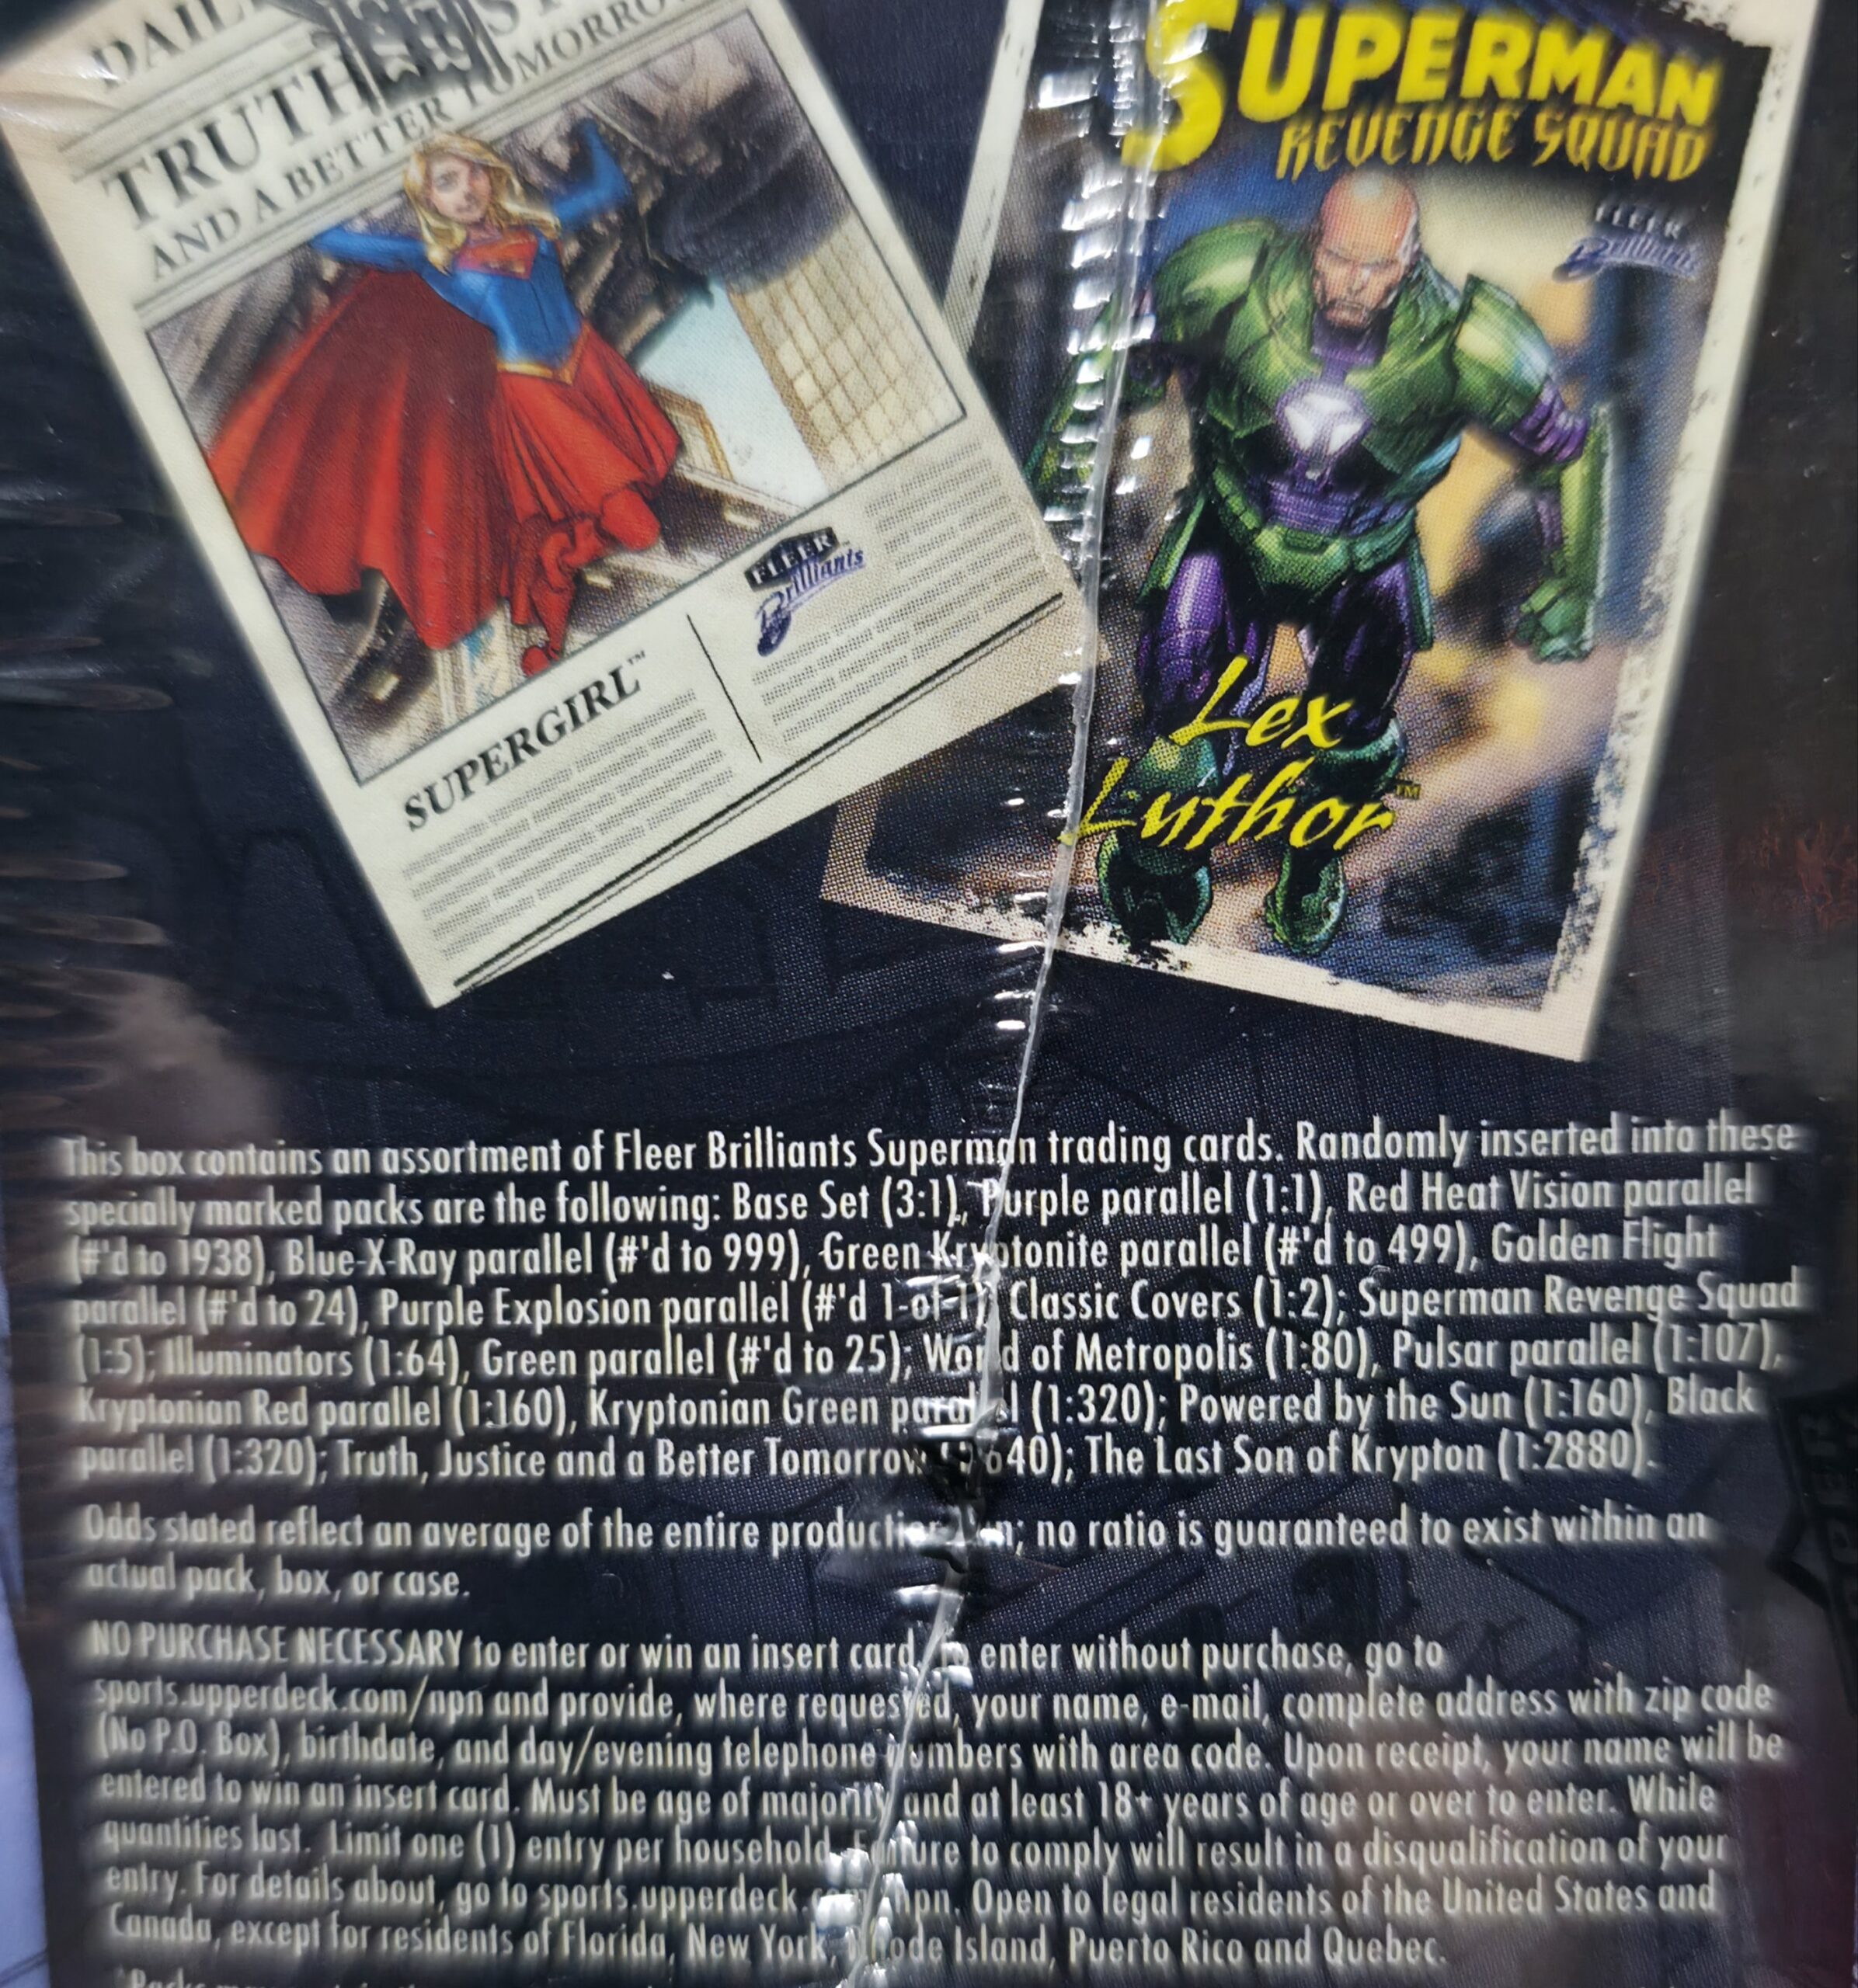 TRUTH
AND A BETTER TOMORROW
FLEER
Brilliants
SUPERGIRL™
SUPERMAN
REVENGE SQUAD
FLEER
Brilliants
Lex
Luthor™
This box contains an assortment of Fleer Brilliants Superman trading cards. Randomly inserted into these
specially marked packs are the following: Base Set (3:1), Purple parallel (1:1), Red Heat Vision parallel
(#'d to 1938), Blue-X-Ray parallel (#'d to 999), Green Kryptonite parallel (#'d to 499), Golden Flight
parallel (#'d to 24), Purple Explosion parallel (#'d 1-of-1); Classic Covers (1:2); Superman Revenge Squad
(1:5); Illuminators (1:64), Green parallel (#'d to 25); World of Metropolis (1:80), Pulsar parallel (1:107),
Kryptonian Red parallel (1:160), Kryptonian Green parallel (1:320); Powered by the Sun (1:160), Black
parallel (1:320); Truth, Justice and a Better Tomorrow 640); The Last Son of Krypton (1:2880).
Odds stated reflect an average of the entire production run; no ratio is guaranteed to exist within an
actual pack, box, or case.
NO PURCHASE NECESSARY to enter or win an insert card. To enter without purchase, go to
sports.upperdeck.com/npn and provide, where requested, your name, e-mail, complete address with zip code
(No P.O. Box), birthdate, and day/evening telephone numbers with area code. Upon receipt, your name will be
entered to win an insert card. Must be age of majority and at least 18+ years of age or over to enter. While
quantities last. Limit one (1) entry per household. Failure to comply will result in a disqualification of your
entry. For details about, go to sports.upperdeck.com/npn. Open to legal residents of the United States and
Canada, except for residents of Florida, New York, Rhode Island, Puerto Rico and Quebec.